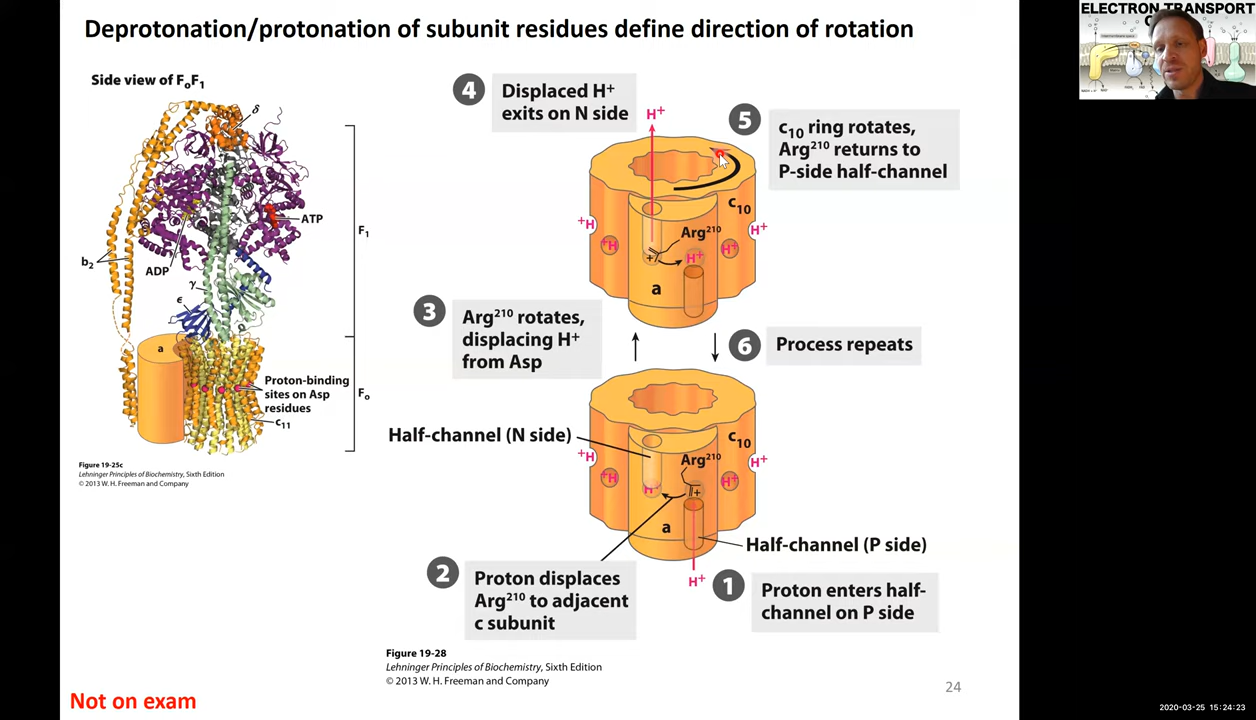 Deprotonation/protonation of subunit residues define direction of rotation
Side view of FoF1
δ
ATP
F1
b2
ADP
γ
ϵ
a
Proton-binding
sites on Asp
residues
Fo
c11
Figure 19-25c
Lehninger Principles of Biochemistry, Sixth Edition
© 2013 W. H. Freeman and Company
4
Displaced H+
exits on N side
H+
5
c10 ring rotates,
Arg210 returns to
P-side half-channel
c10
+H
+H
Arg210
H+
H+
+/
H+
a
3
Arg210 rotates,
displacing H+
from Asp
6
Process repeats
Half-channel (N side)
c10
Arg210
+H
+H
H+
H+
H+
+
a
Half-channel (P side)
2
Proton displaces
Arg210 to adjacent
c subunit
H+
1
Proton enters half-
channel on P side
Figure 19-28
Lehninger Principles of Biochemistry, Sixth Edition
© 2013 W. H. Freeman and Company
24
Not on exam
ELECTRON TRANSPORT
2020-03-25 15:24:23